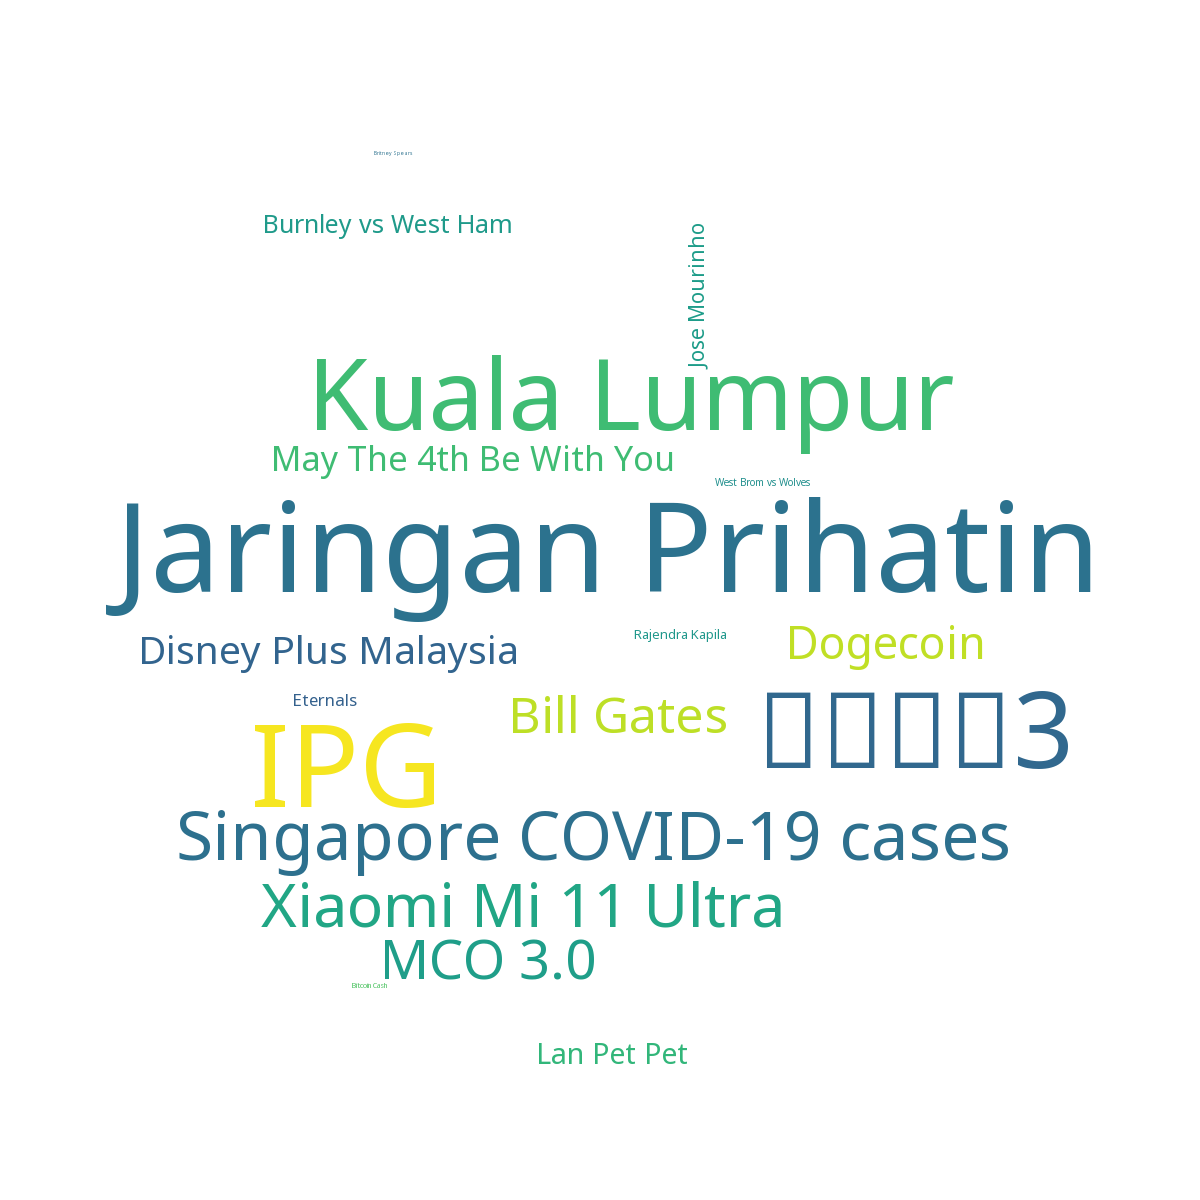 Britney Spears
Burnley vs West Ham
Jose Mourinho
Kuala Lumpur
May The 4th Be With You
West Brom vs Wolves
Jaringan Prihatin
Rajendra Kapila
Dogecoin
Disney Plus Malaysia
Eternals
Bill Gates
3
IPG
Singapore COVID-19 cases
Xiaomi Mi 11 Ultra
MCO 3.0
Bitcoin Cash
Lan Pet Pet